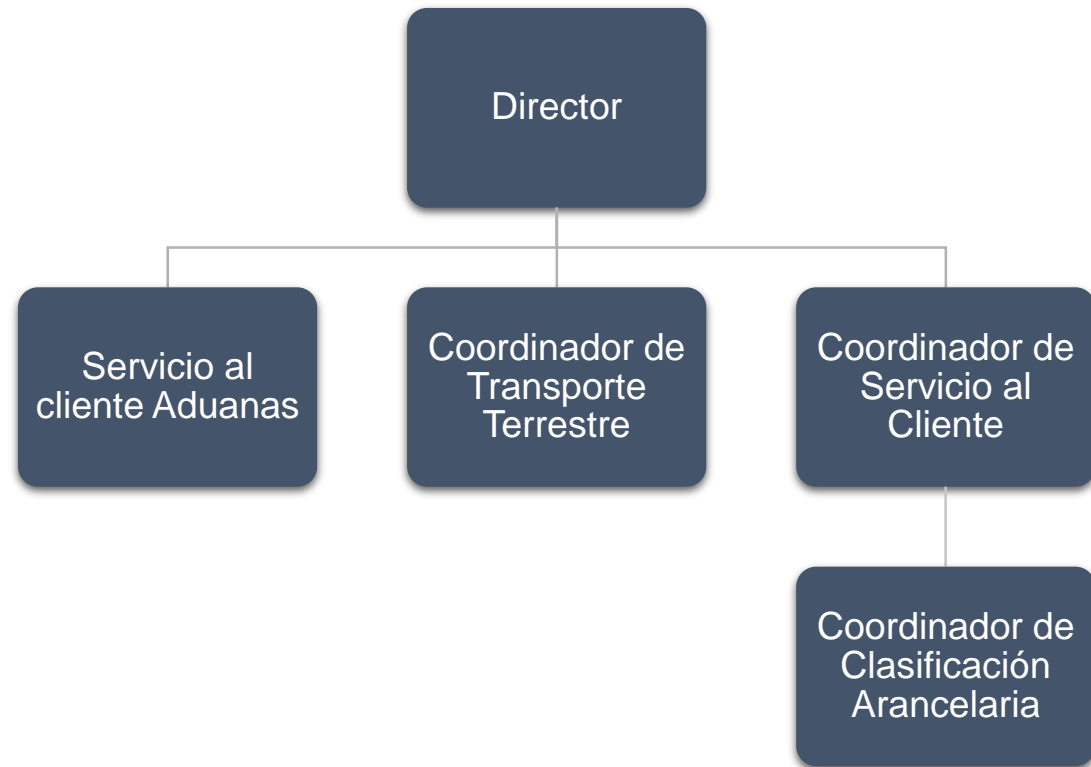 Director
Servicio al
cliente Aduanas
Coordinador de
Transporte
Terrestre
Coordinador de
Servicio al
Cliente
Coordinador de
Clasificación
Arancelaria